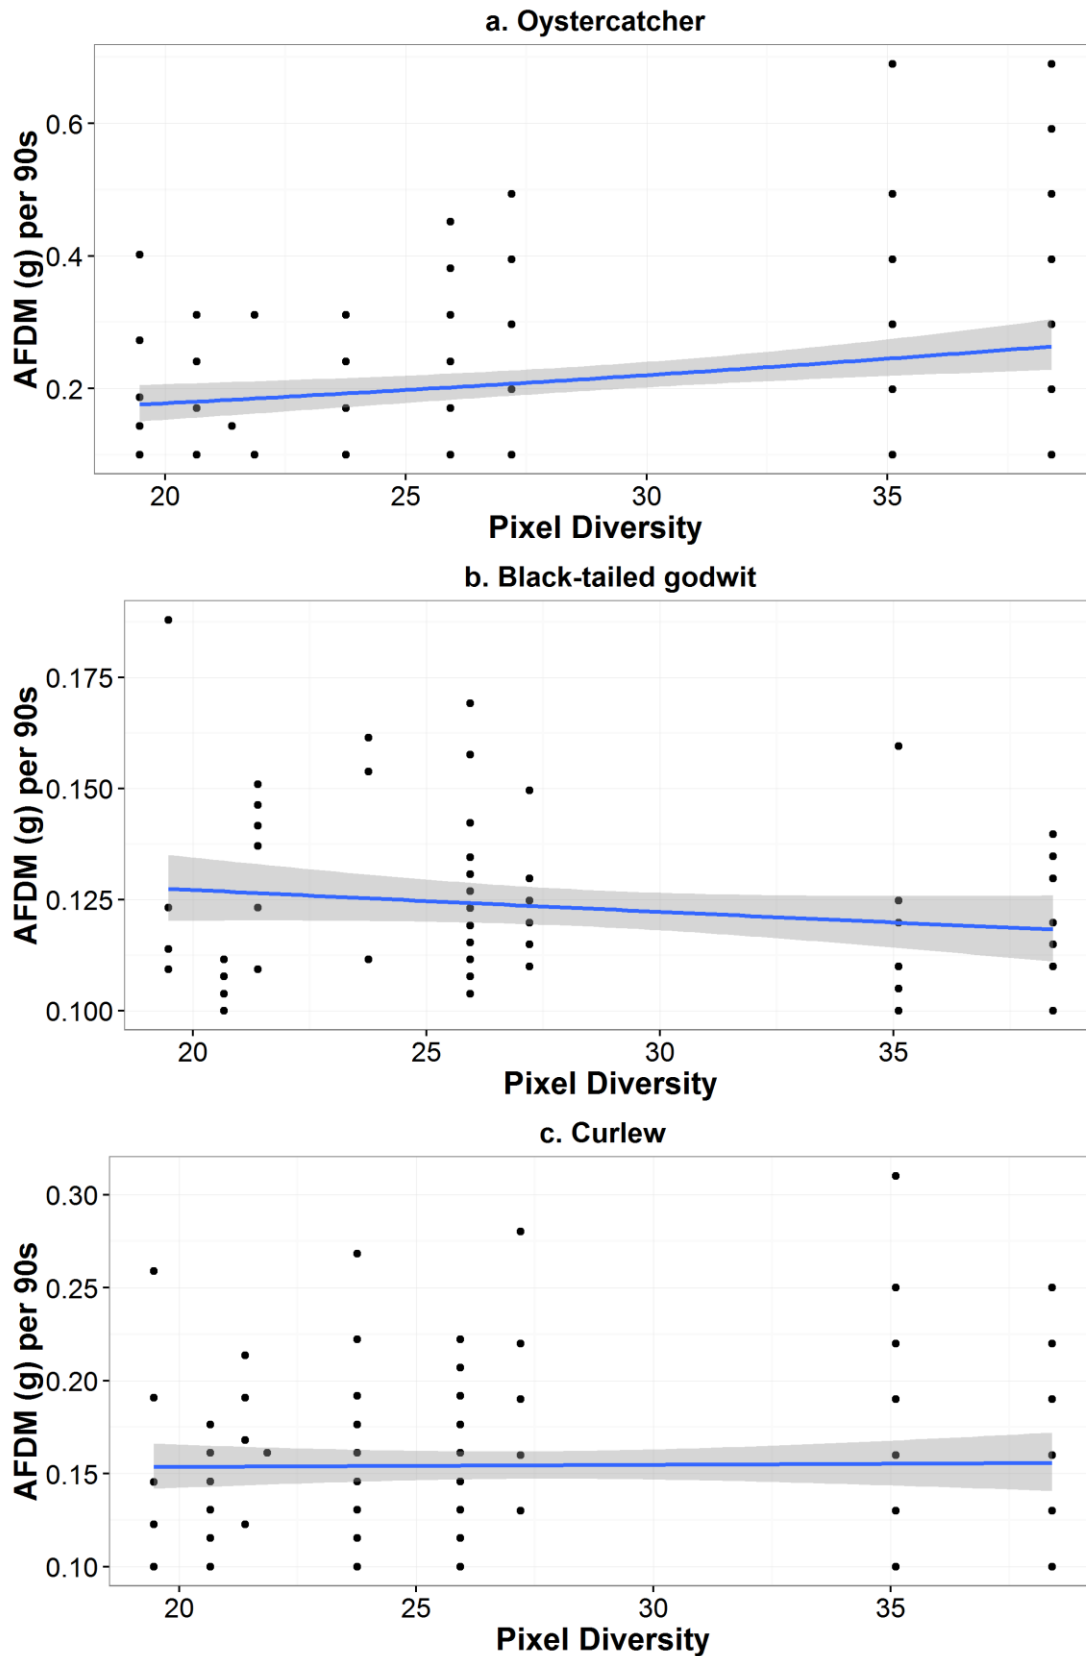 a. Oystercatcher
AFDM (g) per 90s
0.6
0.4
0.2
20 25 30 35
Pixel Diversity
b. Black-tailed godwit
AFDM (g) per 90s
0.175
0.150
0.125
0.100
20 25 30 35
Pixel Diversity
c. Curlew
AFDM (g) per 90s
0.30
0.25
0.20
0.15
0.10
20 25 30 35
Pixel Diversity